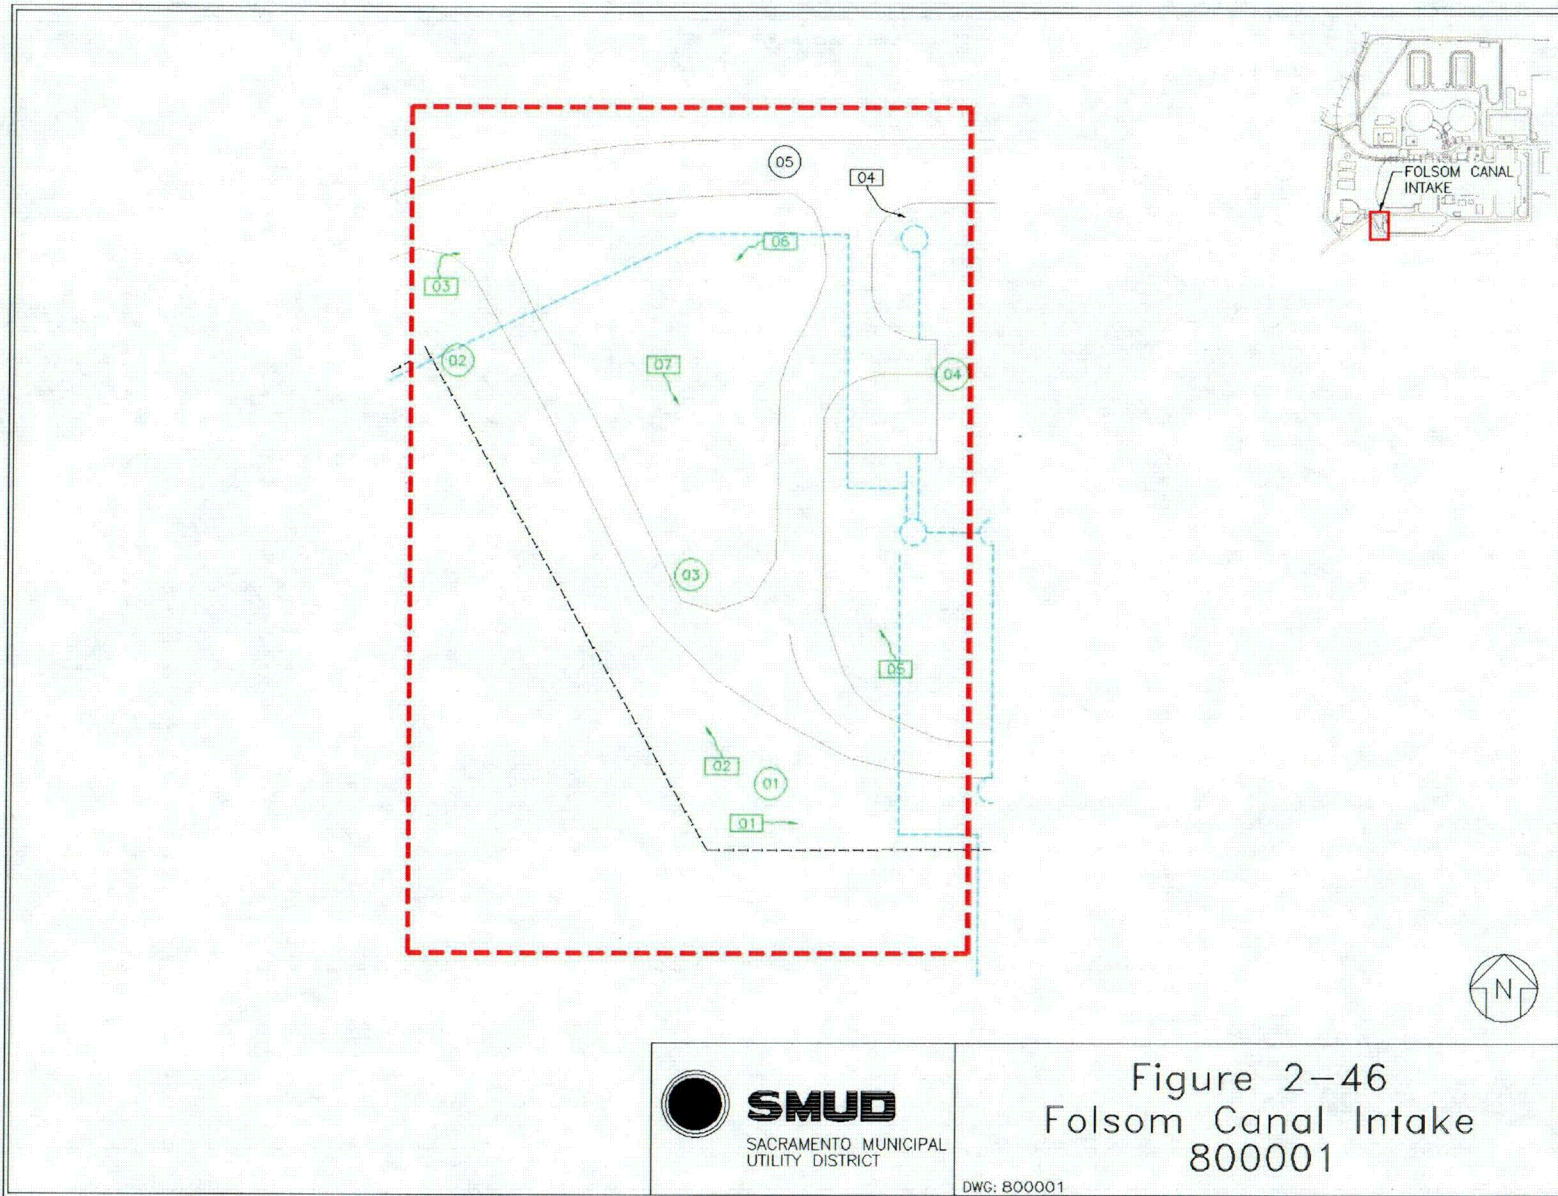 05
04
FOLSOM CANAL
INTAKE
06
03
02
07
04
03
05
02
01
01
N
SMUD
SACRAMENTO MUNICIPAL
UTILITY DISTRICT
Figure 2-46
Folsom Canal Intake
800001
DWG: 800001